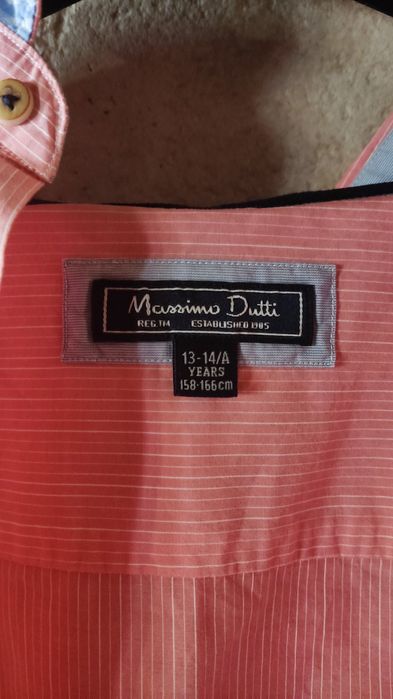 Massimo Dutti
REG.TM ESTABLISHED 1985
13-14/A
YEARS
158-166cm